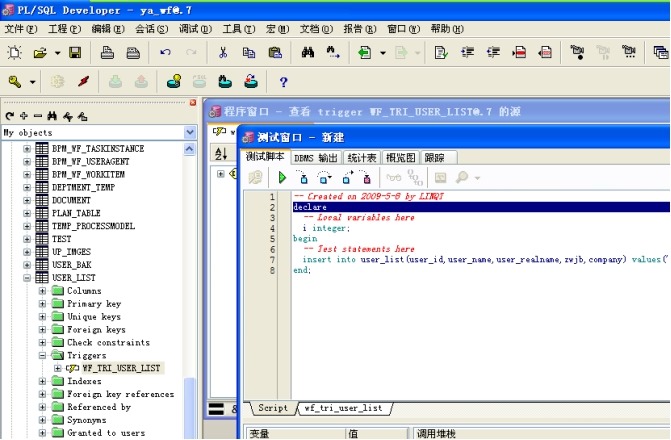 PL/SQL Developer - ya_wf@.7
文件(F) 工程(P) 编辑(E) 会话(S) 调试(D) 工具(T) 宏(M) 文档(O) 报告(R) 窗口(W) 帮助(H)
My objects
BPM_WF_TASKINSTANCE
BPM_WF_USERAGENT
BPM_WF_WORKITEM
DEPTMENT_TEMP
DOCUMENT
PLAN_TABLE
TEMP_PROCESSMODEL
TEST
UP_IMGES
USER_BAK
USER_LIST
Columns
Primary key
Unique keys
Foreign keys
Check constraints
Triggers
WF_TRI_USER_LIST
Indexes
Foreign key references
Referenced by
Synonyms
Granted to users
程序窗口 - 查看 trigger WF_TRI_USER_LIST@.7 的源
w
测试窗口 - 新建
测试脚本 DBMS 输出 统计表 概览图 跟踪
1 -- Created on 2009-5-8 by LINQT
2 declare
3 -- Local variables here
4 i integer;
5 begin
6 -- Test statements here
7 insert into user_list(user_id,user_name,user_realname,zwjb,company) values('
8 end;
Script wf_tri_user_list
变量 值 调用堆栈